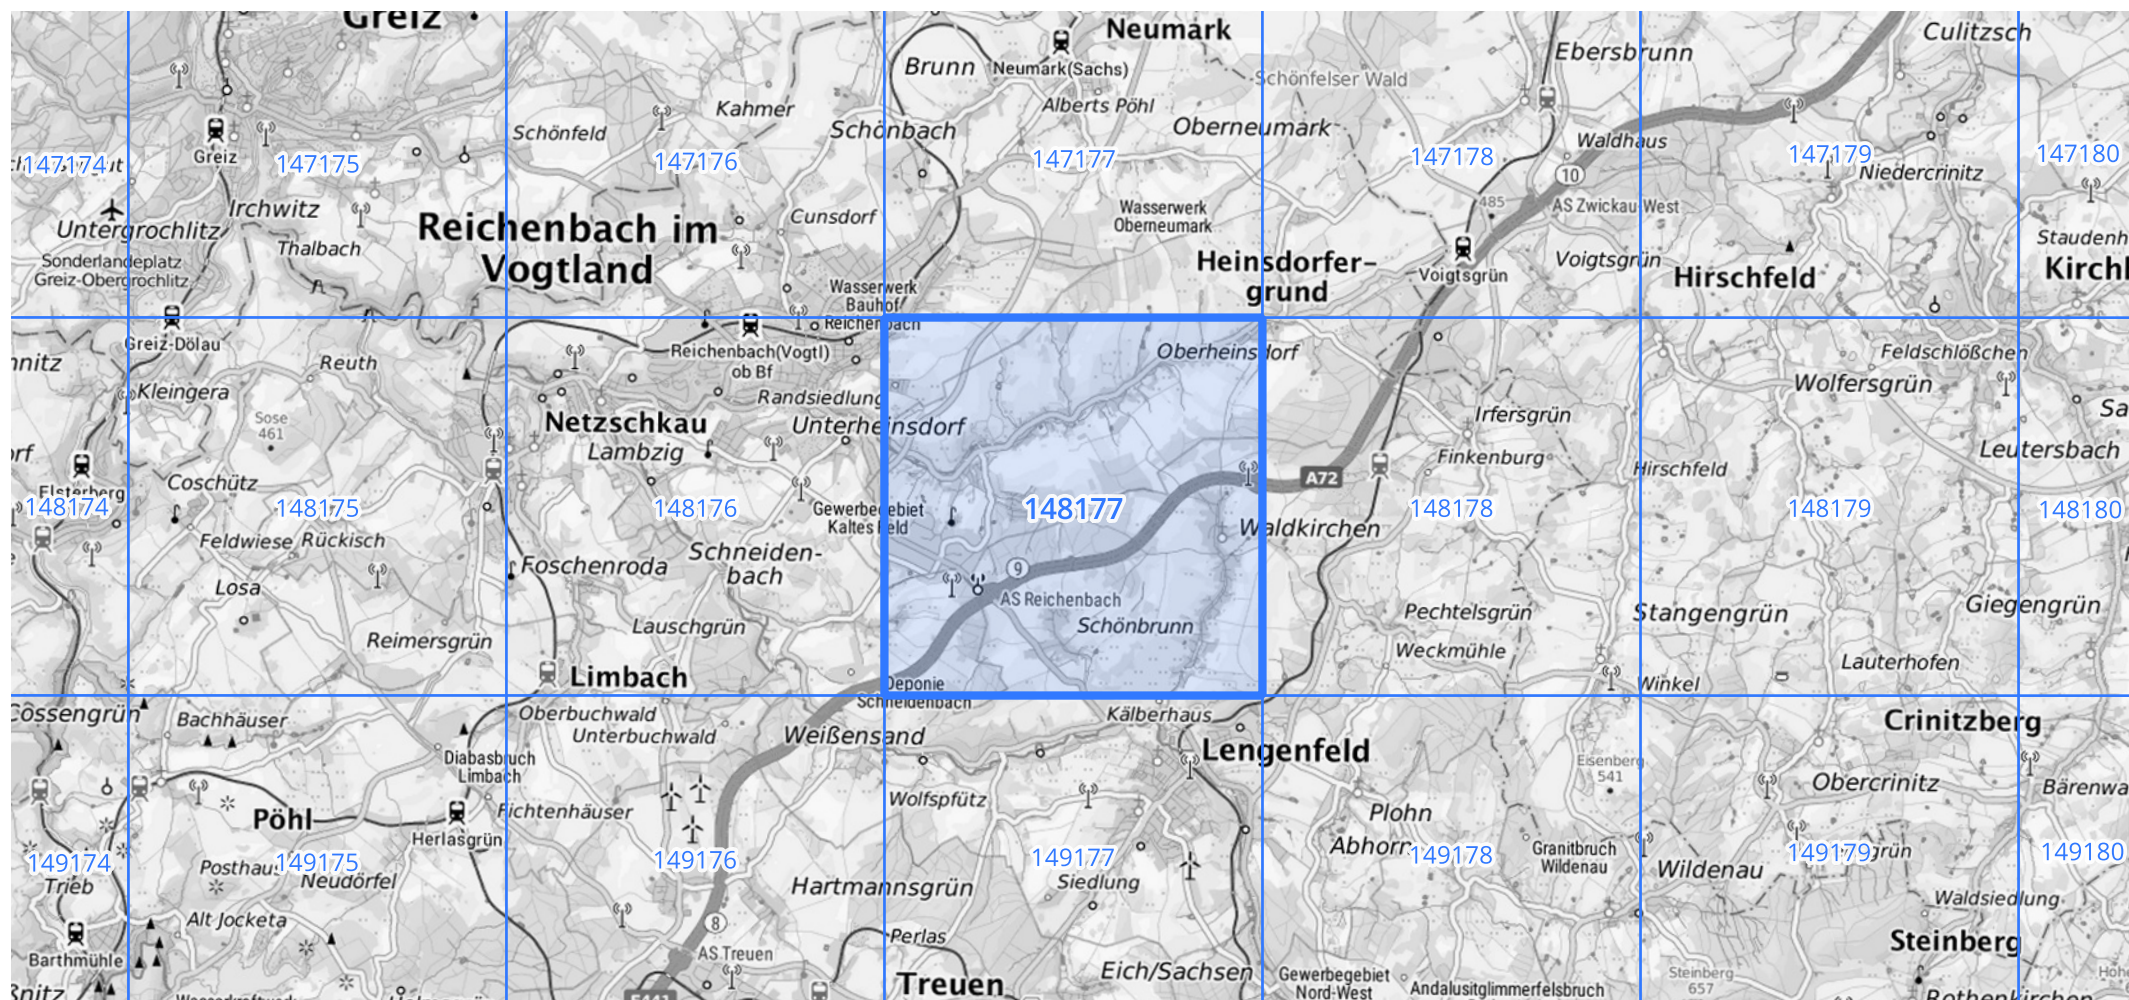 Greiz
Neumark
Culitzsch
Ebersbrunn
Brunn
Neumark(Sachs)
Schönfelser Wald
Kahmer
Alberts Pöhl
Schönfeld
Schönbach
Oberneumark
Waldhaus
Greiz
147174
147175
147176
147177
147178
147179
147180
10
Niedercrinitz
Irchwitz
Cunsdorf
485
AS Zwickau-West
Untergrochlitz
Reichenbach im
Vogtland
Wasserwerk
Oberneumark
Thalbach
Sonderlandeplatz
Greiz-Obergrochlitz
Heinsdorfer-
grund
Voigtsgrün
Voigtsgrün
Hirschfeld
Staudenh
Kirchl
Wasserwerk
Bauhof
Reichenbach
Greiz-Dölau
Reichenbach(Vogtl)
ob Bf
Oberheinsdorf
Feldschlößchen
nnitz
Reuth
Kleingera
Randsiedlung
Wolfersgrün
Sose
461
Netzschkau
Unterheinsdorf
Irfersgrün
Sa
orf
Lambzig
Finkenburg
Leutersbach
Hirschfeld
Elsterberg
Coschütz
A72
148174
148175
148176
Gewerbegebiet
Kaltes Feld
148177
148178
148179
148180
Waldkirchen
Feldwiese
Rückisch
Foschenroda
Schneiden-
bach
9
AS Reichenbach
Losa
Pechtelsgrün
Stangengrün
Giegengrün
Reimersgrün
Lauschgrün
Schönbrunn
Weckmühle
Lauterhofen
Limbach
Winkel
Deponie
Schneidenbach
Cossengrün
Bachhäuser
Oberbuchwald
Unterbuchwald
Weißensand
Kälberhaus
Crinitzberg
Lengenfeld
Diabasbruch
Limbach
Eisenberg
541
Obercrinitz
Bärenwa
Pöhl
Fichtenhäuser
Wolfspfütz
Plohn
Herlasgrün
Abhorn
Granitbruch
Wildenau
149174
149175
149176
149177
149178
149179
grün
149180
Trieb
Posthaus
Neudörfel
Hartmannsgrün
Siedlung
Wildenau
Waldsiedlung
Alt Jocketa
8
Perlas
Steinberg
Barthmühle
AS Treuen
Treuen
Eich/Sachsen
Gewerbegebiet
Nord-West
Andalusitglimmerfelsbruch
Steinberg
657
Rothenkirchen